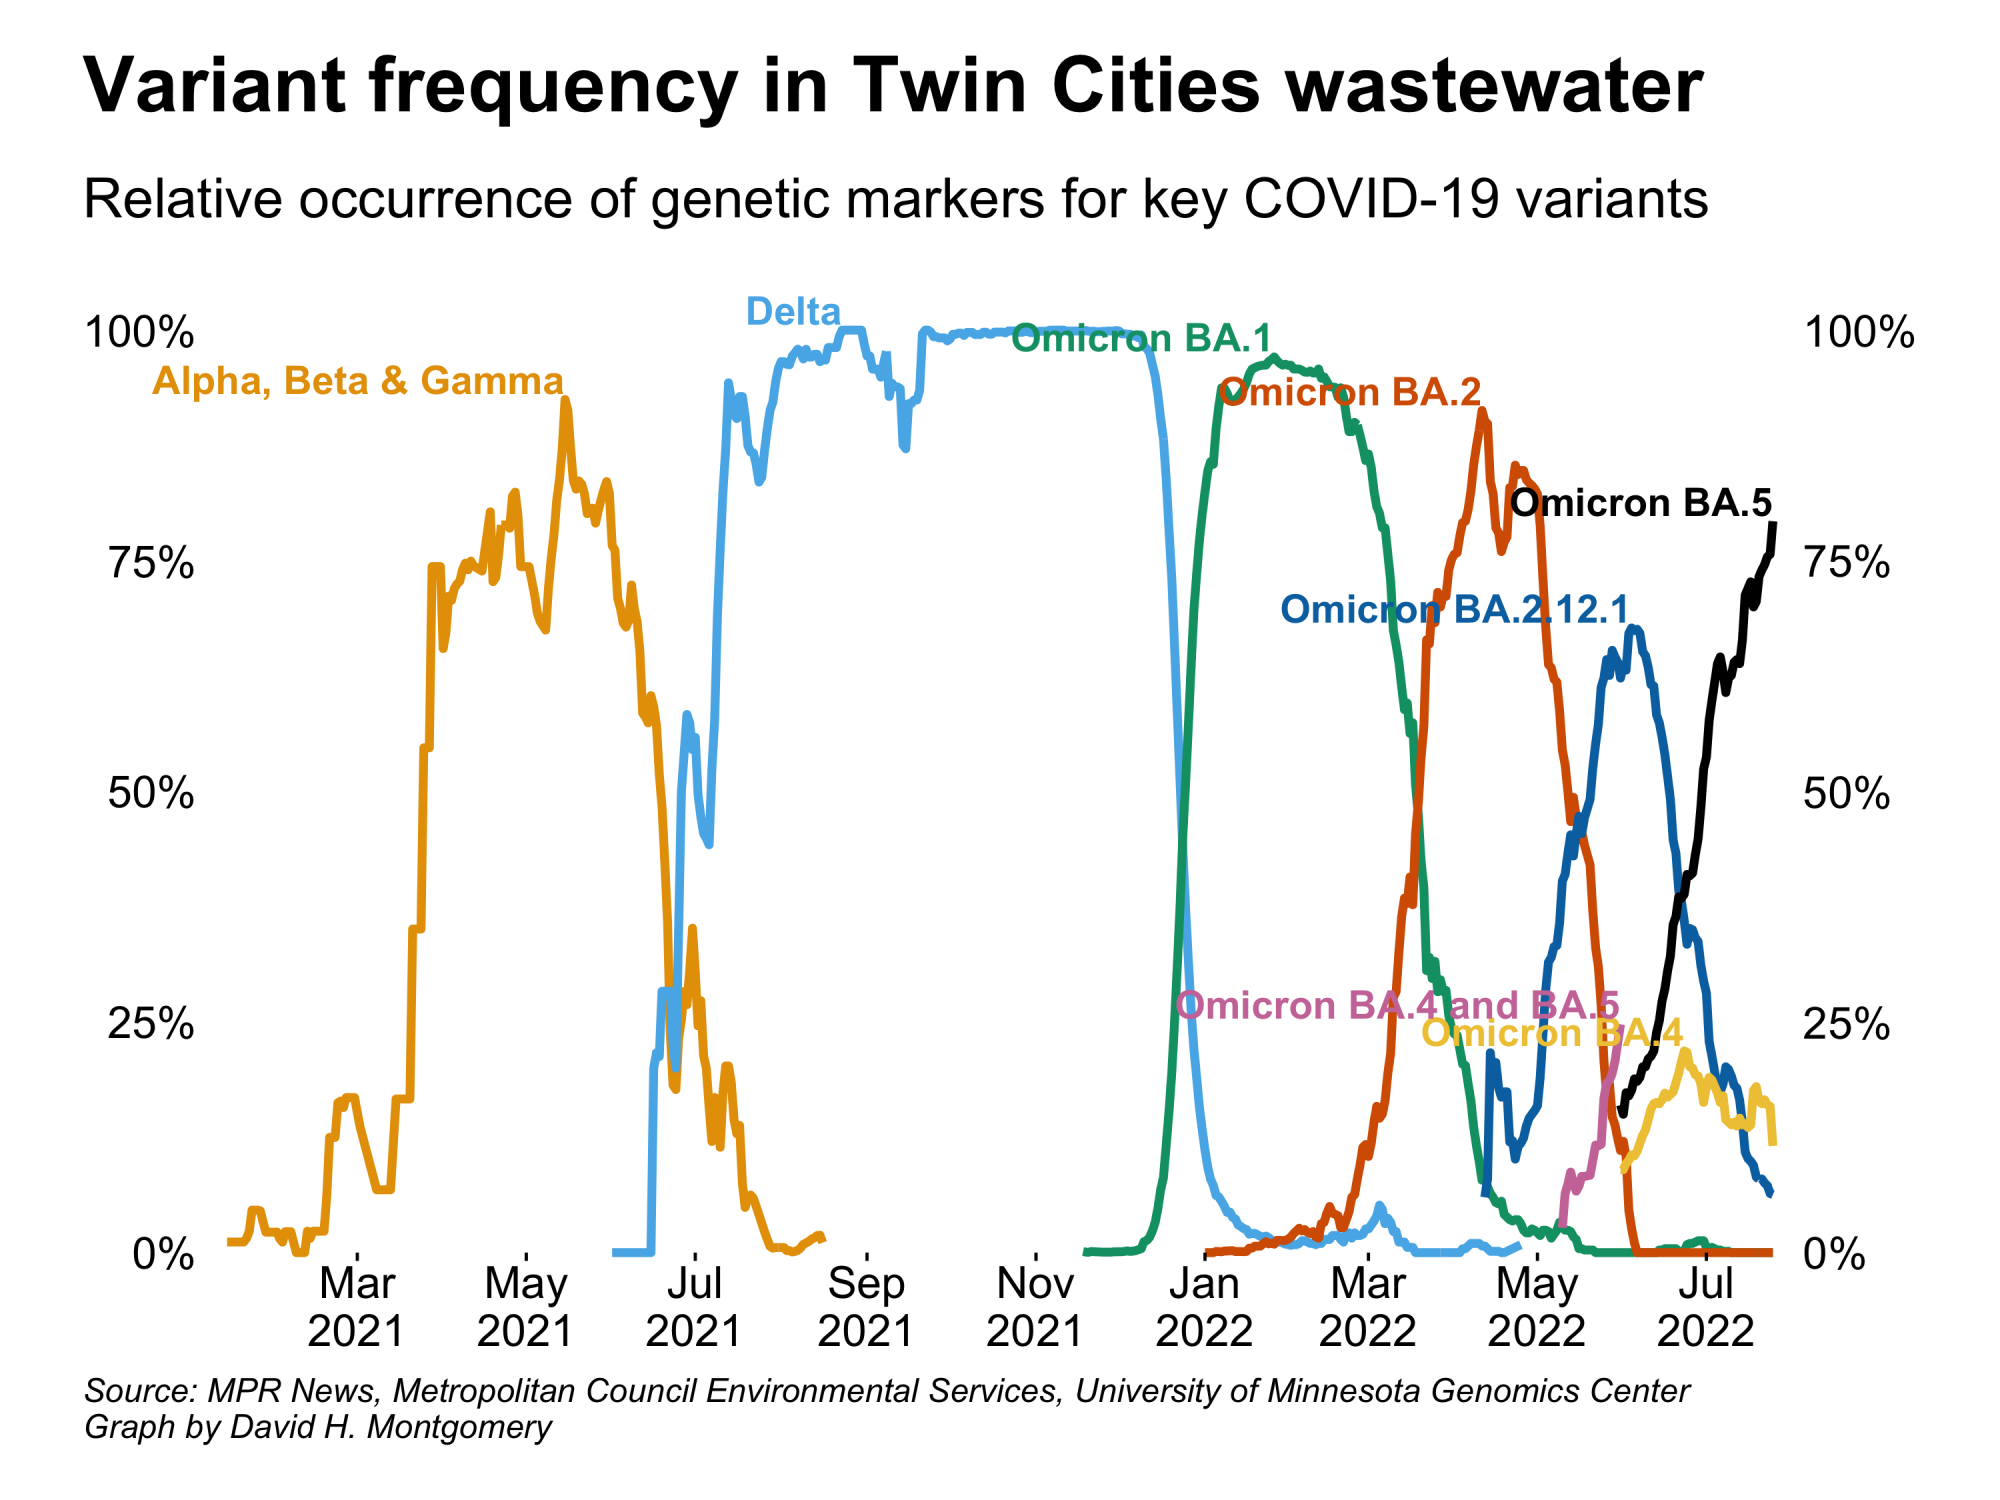 Variant frequency in Twin Cities wastewater
Relative occurrence of genetic markers for key COVID-19 variants
Delta
100%
100%
Omicron BA.1
Alpha, Beta & Gamma
Omicron BA.2
Omicron BA.5
75%
75%
Omicron BA.2.12.1
50%
50%
Omicron BA.4 and BA.5
25%
25%
Omicron BA.4
0%
0%
Mar May Jul Sep Nov Jan Mar May Jul
2021 2021 2021 2021 2021 2022 2022 2022 2022
Source: MPR News, Metropolitan Council Environmental Services, University of Minnesota Genomics Center
Graph by David H. Montgomery